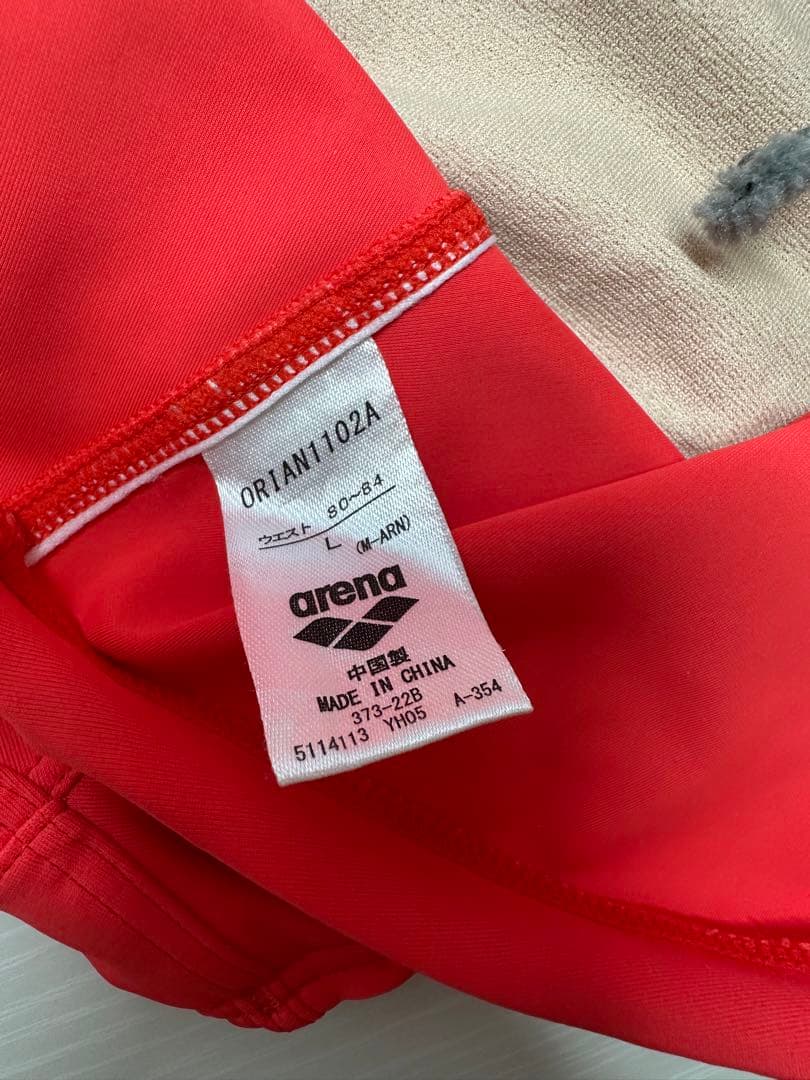 ORIAN1102A
ウエスト 80~84
L (M-ARN)
arena
中国製
MADE IN CHINA
373-22B A-354
5114113 YH05